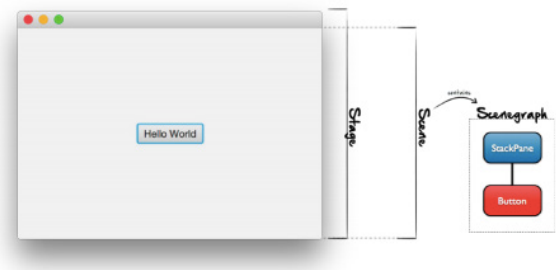 Hello World
Stage
Scene
contains
Scenegraph
StackPane
Button